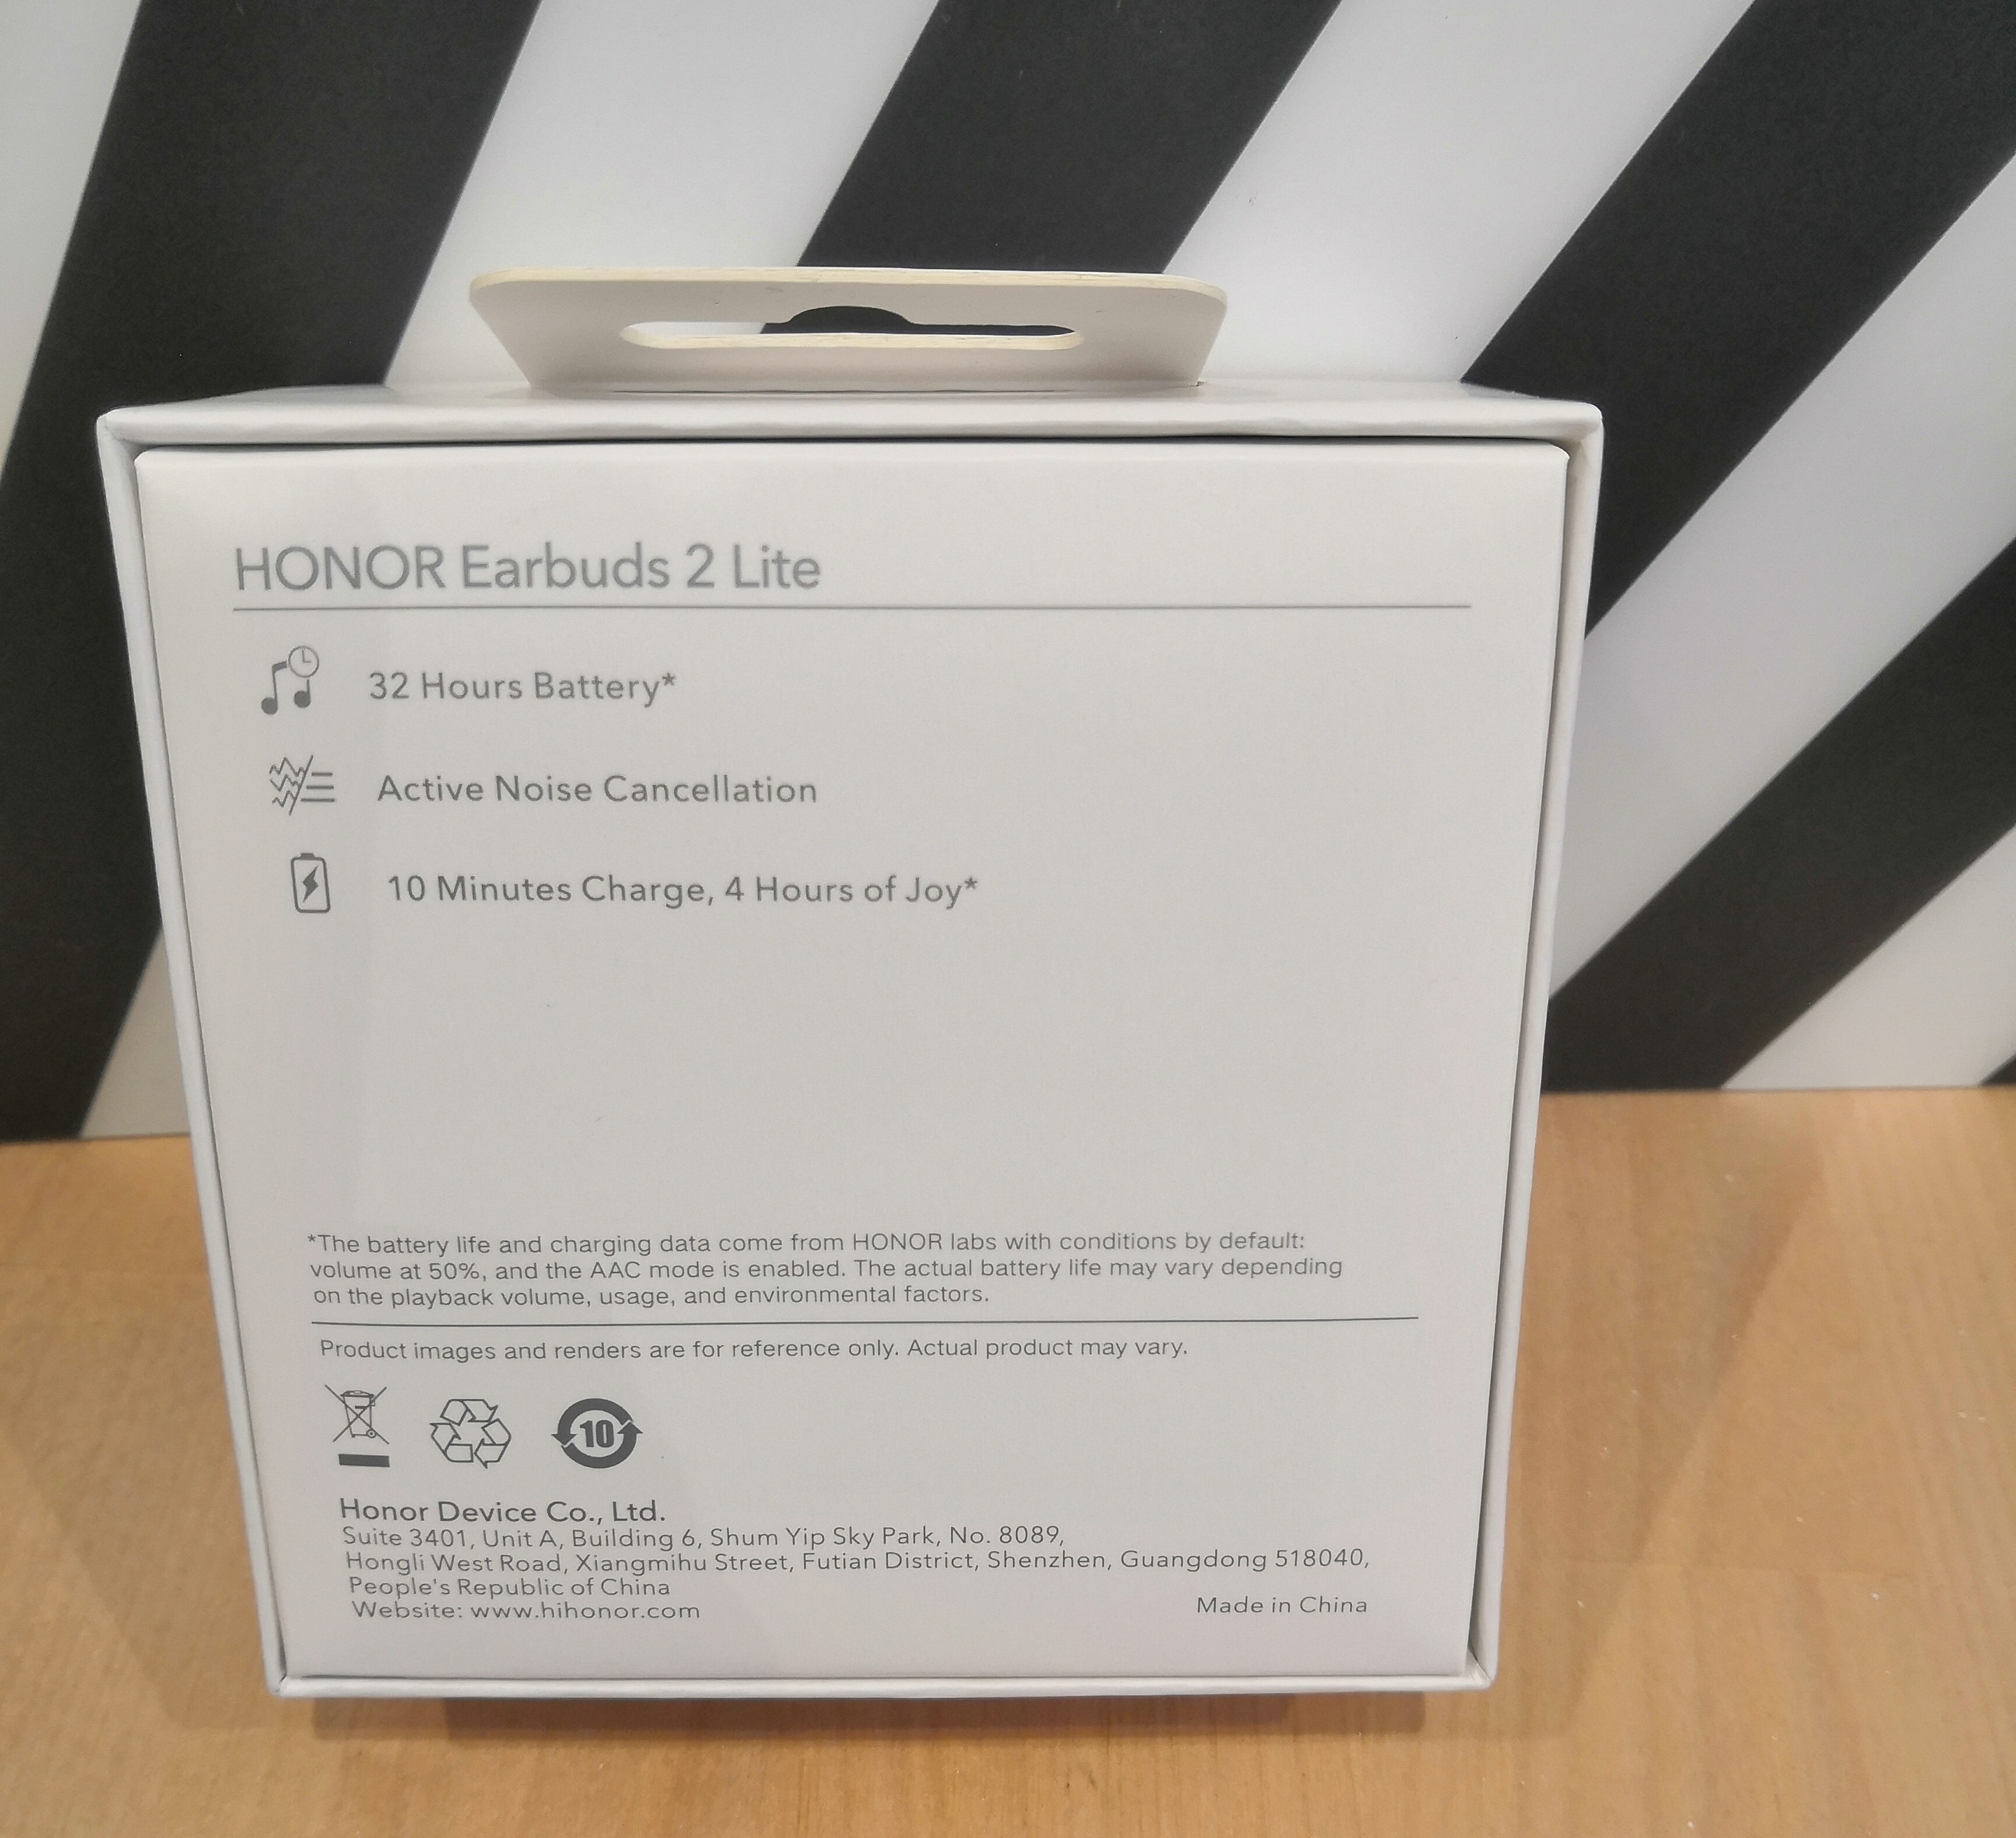 HONOR Earbuds 2 Lite
32 Hours Battery*
Active Noise Cancellation
10 Minutes Charge, 4 Hours of Joy*
*The battery life and charging data come from HONOR labs with conditions by default:
volume at 50%, and the AAC mode is enabled. The actual battery life may vary depending
on the playback volume, usage, and environmental factors.
Product images and renders are for reference only. Actual product may vary.
10
Honor Device Co., Ltd.
Suite 3401, Unit A, Building 6, Shum Yip Sky Park, No. 8089,
Hongli West Road, Xiangmihu Street, Futian District, Shenzhen, Guangdong 518040,
People's Republic of China
Website: www.hihonor.com
Made in China